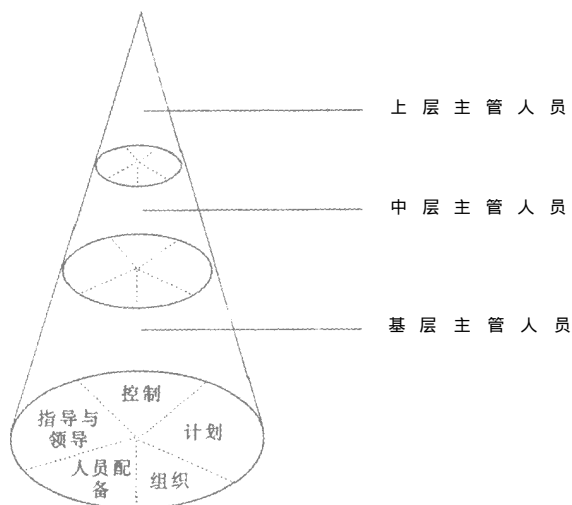 上层主管人员
中层主管人员
基层主管人员
控制
指导与
领导
计划
人员配
备
组织